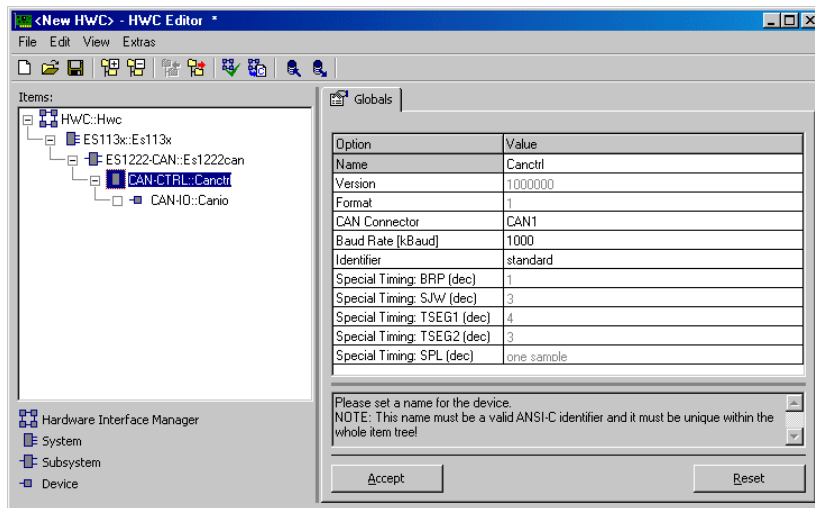 <New HWC> - HWC Editor *
File Edit View Extras
Items:
HWC::Hwc
ES113x::Es113x
ES1222-CAN::Es1222can
CAN-CTRL::Canctrl
CAN-IO::Canio
Hardware Interface Manager
System
Subsystem
Device
Globals
Option Value
Name Canctrl
Version 1000000
Format 1
CAN Connector CAN1
Baud Rate [kBaud] 1000
Identifier standard
Special Timing: BRP (dec) 1
Special Timing: SJW (dec) 3
Special Timing: TSEG1 (dec) 4
Special Timing: TSEG2 (dec) 3
Special Timing: SPL (dec) one sample
Please set a name for the device.
NOTE: This name must be a valid ANSI-C identifier and it must be unique within the
whole item tree!
Accept Reset